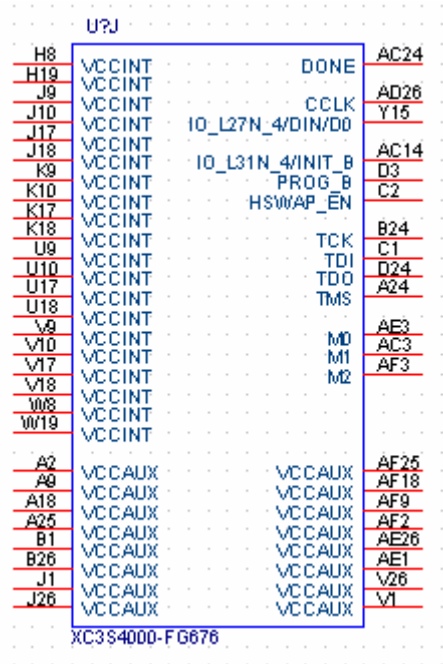 U?J
H8 VCCINT DONE AC24
H19 VCCINT
J9 VCCINT CCLK AD26
J10 VCCINT IO_L27N_4/DIN/D0 Y15
J17 VCCINT
J18 VCCINT IO_L31N_4/INIT_B AC14
K9 VCCINT PROG_B D3
K10 VCCINT HSWAP_EN C2
K17 VCCINT
K18 VCCINT TCK B24
U9 VCCINT TDI C1
U10 VCCINT TDO D24
U17 VCCINT TMS A24
U18 VCCINT
V9 VCCINT M0 AE3
V10 VCCINT M1 AC3
V17 VCCINT M2 AF3
V18 VCCINT
W8 VCCINT
W19 VCCINT
A2 VCCAUX VCCAUX AF25
A9 VCCAUX VCCAUX AF18
A18 VCCAUX VCCAUX AF9
A25 VCCAUX VCCAUX AF2
B1 VCCAUX VCCAUX AE26
B26 VCCAUX VCCAUX AE1
J1 VCCAUX VCCAUX V26
J26 VCCAUX VCCAUX V1
XC3S4000-FG676